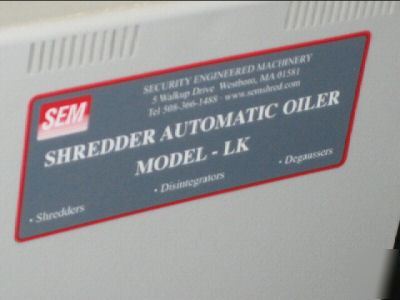 SEM
SECURITY ENGINEERED MACHINERY
5 Walkup Drive Westboro, MA 01581
Tel 508-366-1488 · www.semshred.com
SHREDDER AUTOMATIC OILER
MODEL - LK
· Shredders
· Disintegrators
· Degaussers